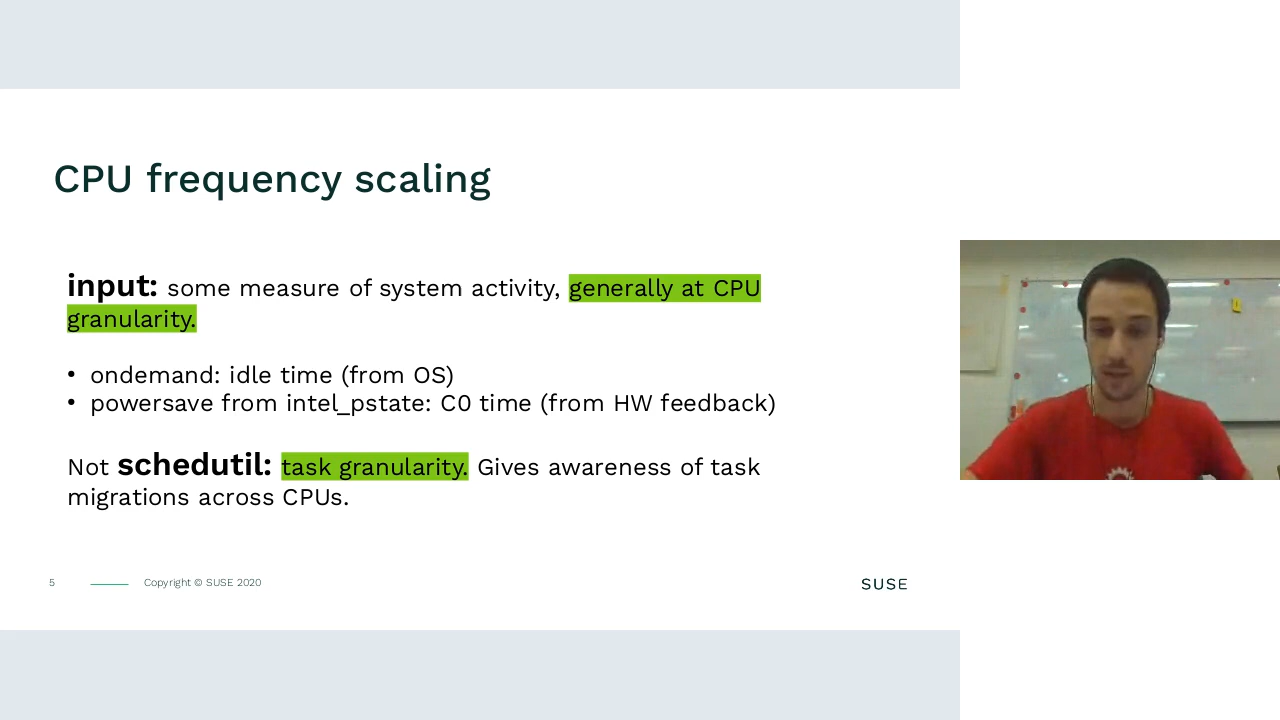 CPU frequency scaling
input: some measure of system activity, generally at CPU
granularity.
• ondemand: idle time (from OS)
• powersave from intel_pstate: C0 time (from HW feedback)
Not schedutil: task granularity. Gives awareness of task
migrations across CPUs.
5
Copyright © SUSE 2020
SUSE